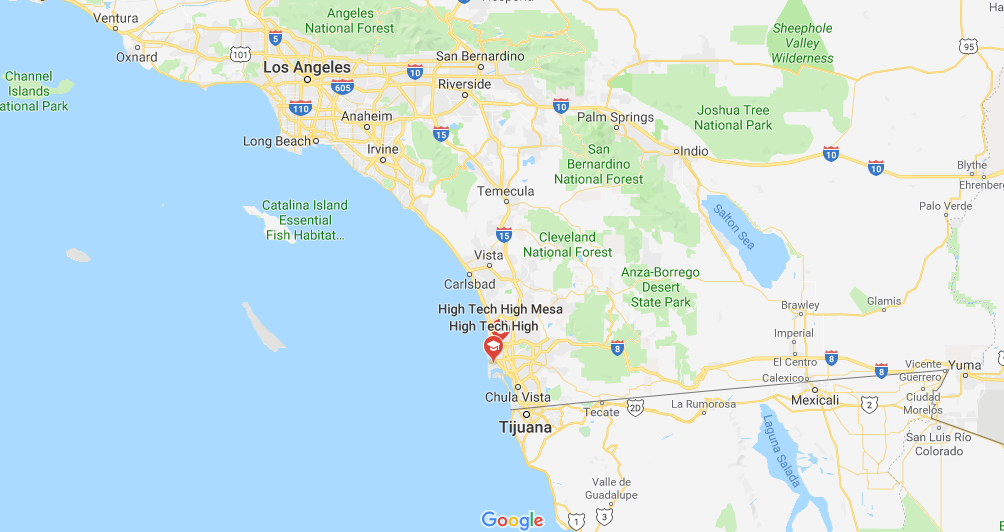 Ventura
Oxnard
Angeles
National Forest
5
101
Los Angeles
10
605
110
San Bernardino
Riverside
Anaheim
15
Long Beach
Irvine
Channel
Islands
ational Park
10
Palm Springs
Sheephole
Valley
Wilderness
95
Joshua Tree
National Park
Indio
10
10
San
Bernardino
National Forest
Blythe
Ehrenberg
Palo Verde
Temecula
Catalina Island
Essential
Fish Habitat...
15
Cleveland
National Forest
Salton Sea
Vista
Carlsbad
Anza-Borrego
Desert
State Park
High Tech High Mesa
High Tech High
Brawley
Glamis
Imperial
8
El Centro
8
8
Calexico
Vicente
Guerrero
Yuma
Chula Vista
Tijuana
Tecate
2D
La Rumorosa
Mexicali
2
Ciudad
Morelos
San Luis Río
Colorado
Laguna Salada
Valle de
Guadalupe
Google
1
3
1
E